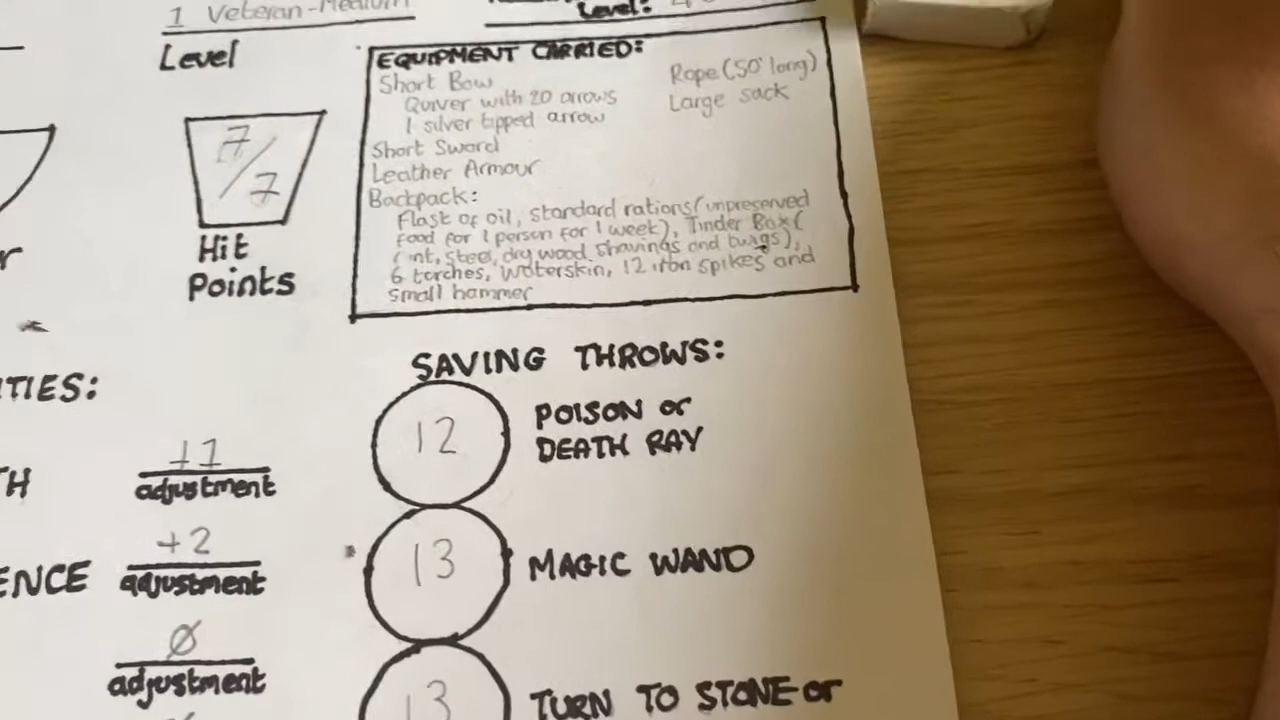 1 Veteran-Medium
Level:
Level
EQUIPMENT CARRIED:
Short Bow
Quiver with 20 arrows
1 silver tipped arrow
Short Sword
Leather Armour
Backpack:
Flask of oil, standard rations (unpreserved
food for 1 person for 1 week), Tinder Box (
int, steel, dry wood shavings and twigs),
6 torches, waterskin, 12 iron spikes and
small hammer
Rope (50' long)
Large sack
7/7
Hit
Points
r
SAVING THROWS:
12
POISON or
DEATH RAY
13
MAGIC WAND
13
TURN TO STONE or
TIES:
TH
+1
adjustment
ENCE
+2
adjustment
Ø
adjustment